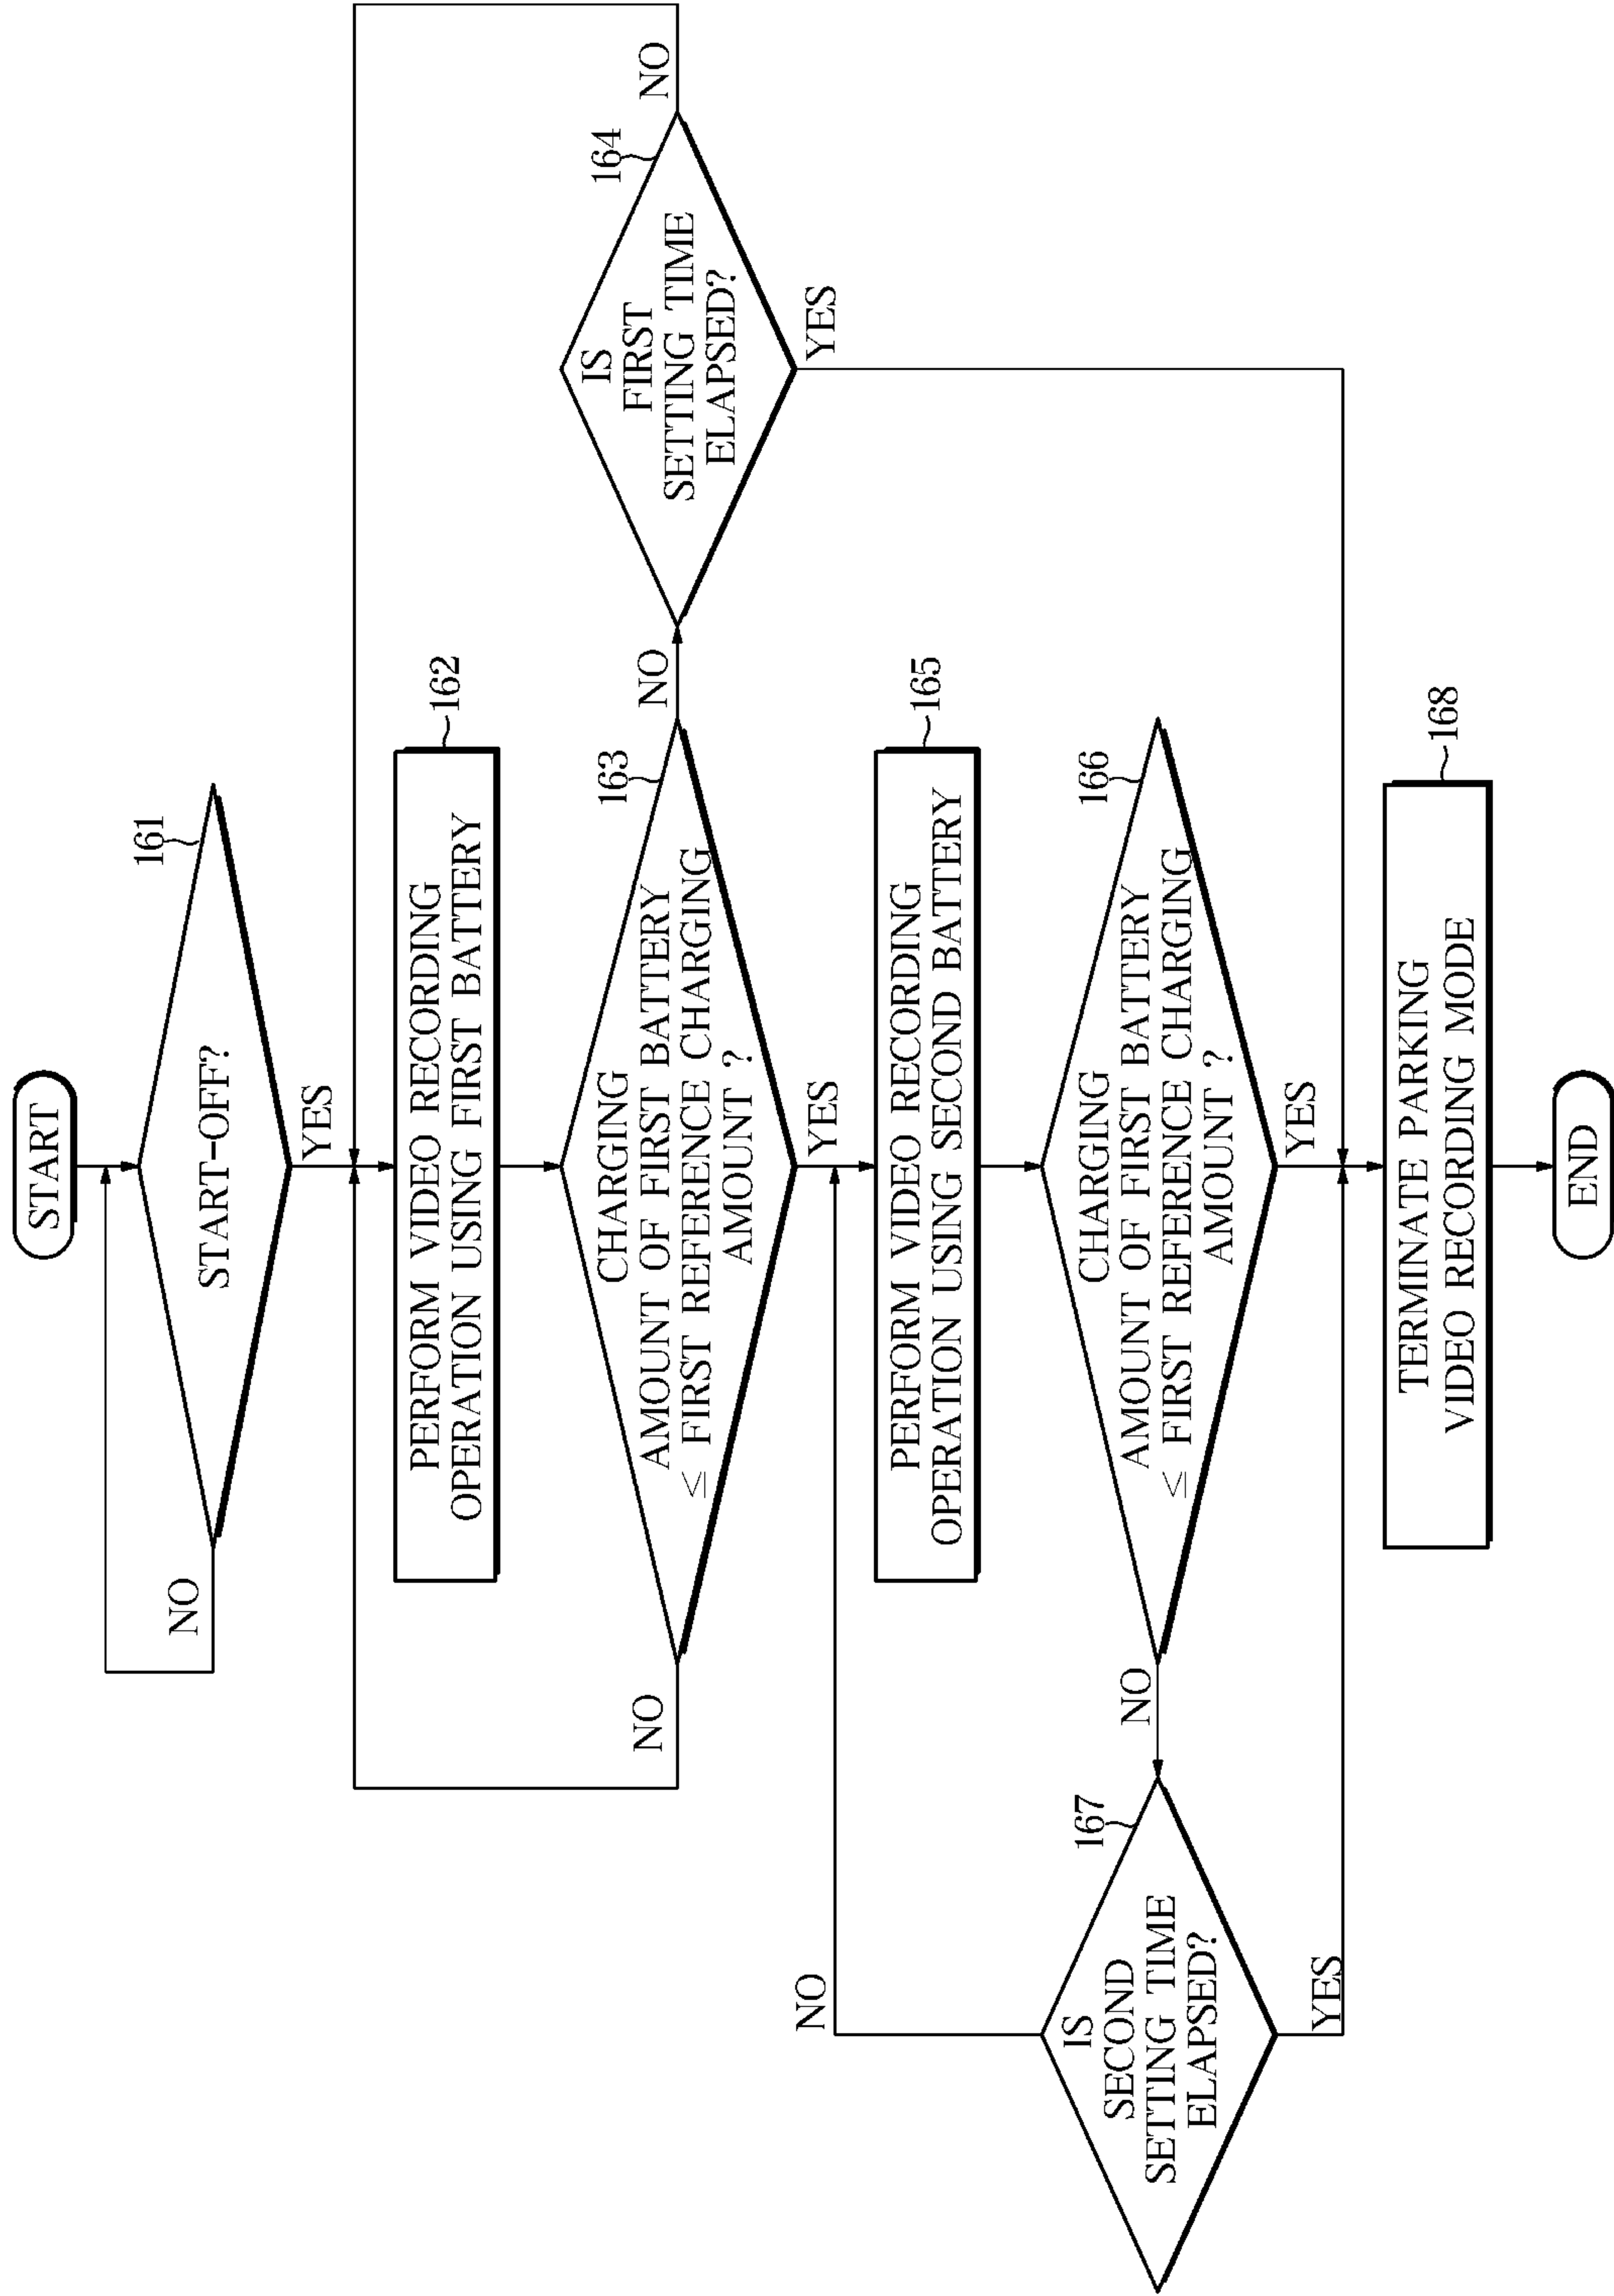 START
161
START-OFF?
NO
YES
162
PERFORM VIDEO RECORDING
OPERATION USING FIRST BATTERY
163
CHARGING
AMOUNT OF FIRST BATTERY
≤ FIRST REFERENCE CHARGING
AMOUNT ?
NO
NO
YES
164
IS
FIRST
SETTING TIME
ELAPSED?
NO
YES
165
PERFORM VIDEO RECORDING
OPERATION USING SECOND BATTERY
166
CHARGING
AMOUNT OF FIRST BATTERY
≤ FIRST REFERENCE CHARGING
AMOUNT ?
NO
YES
167
IS
SECOND
SETTING TIME
ELAPSED?
NO
YES
168
TERMINATE PARKING
VIDEO RECORDING MODE
END